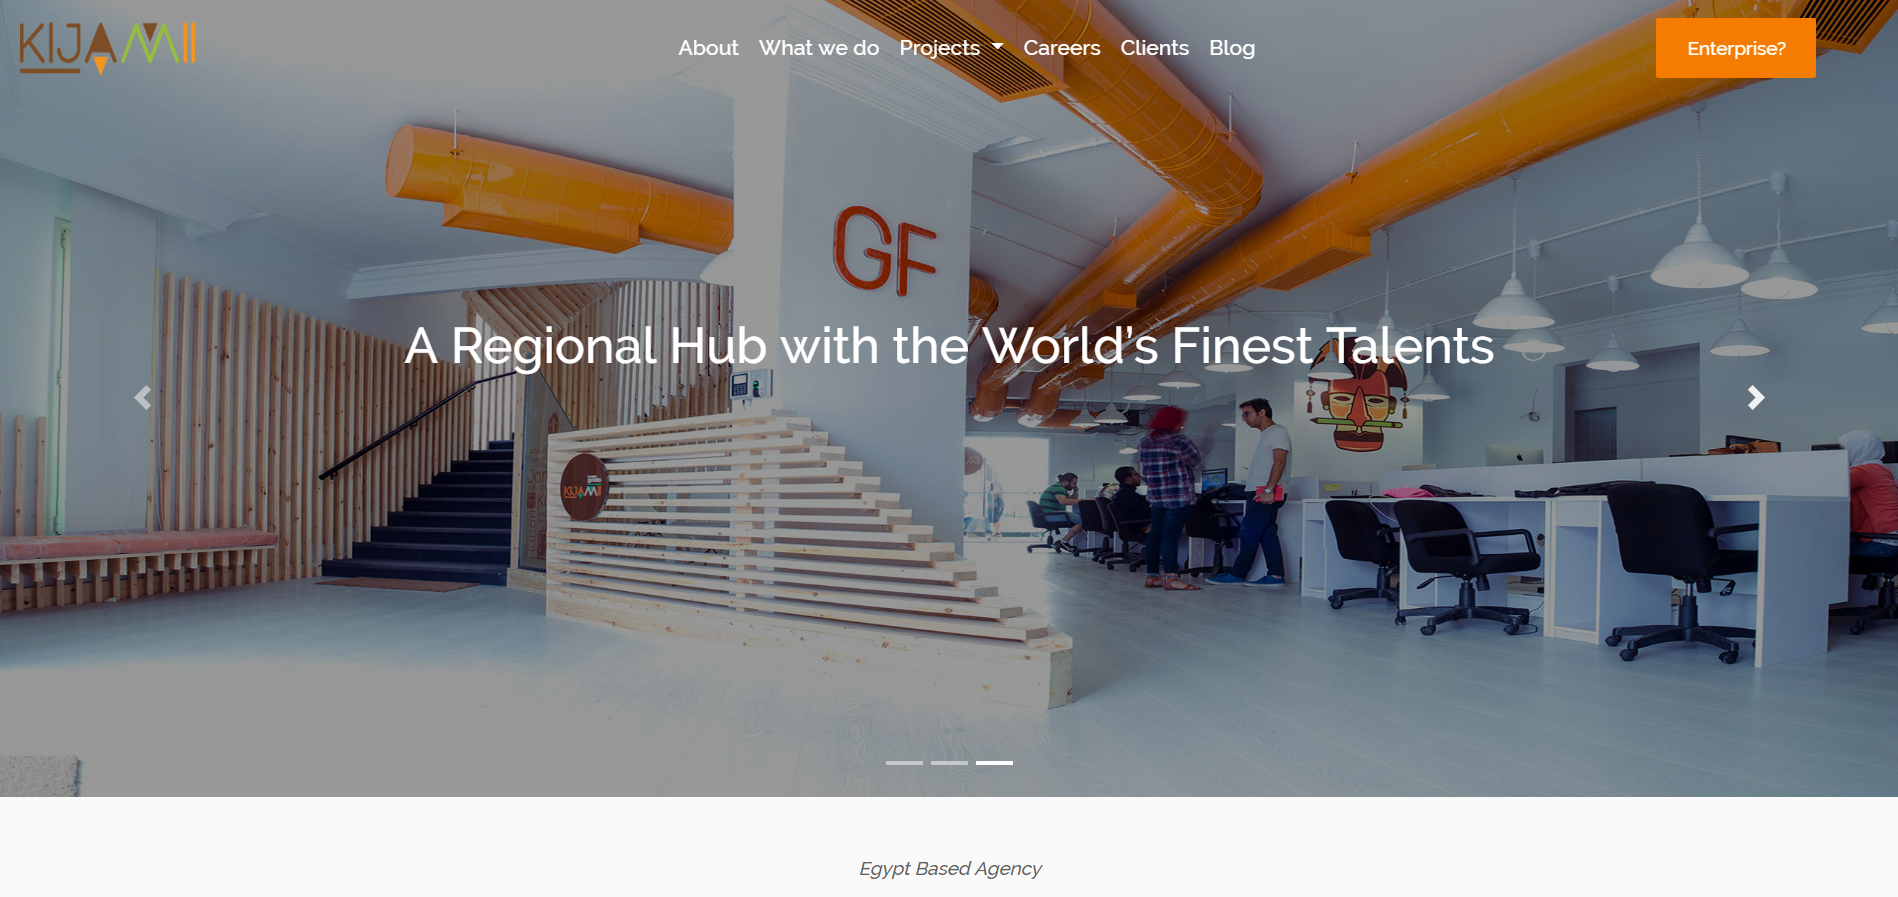 KIJAMII
About What we do Projects Careers Clients Blog
Enterprise?
GF
A Regional Hub with the World's Finest Talents
KIJAMII
Egypt Based Agency